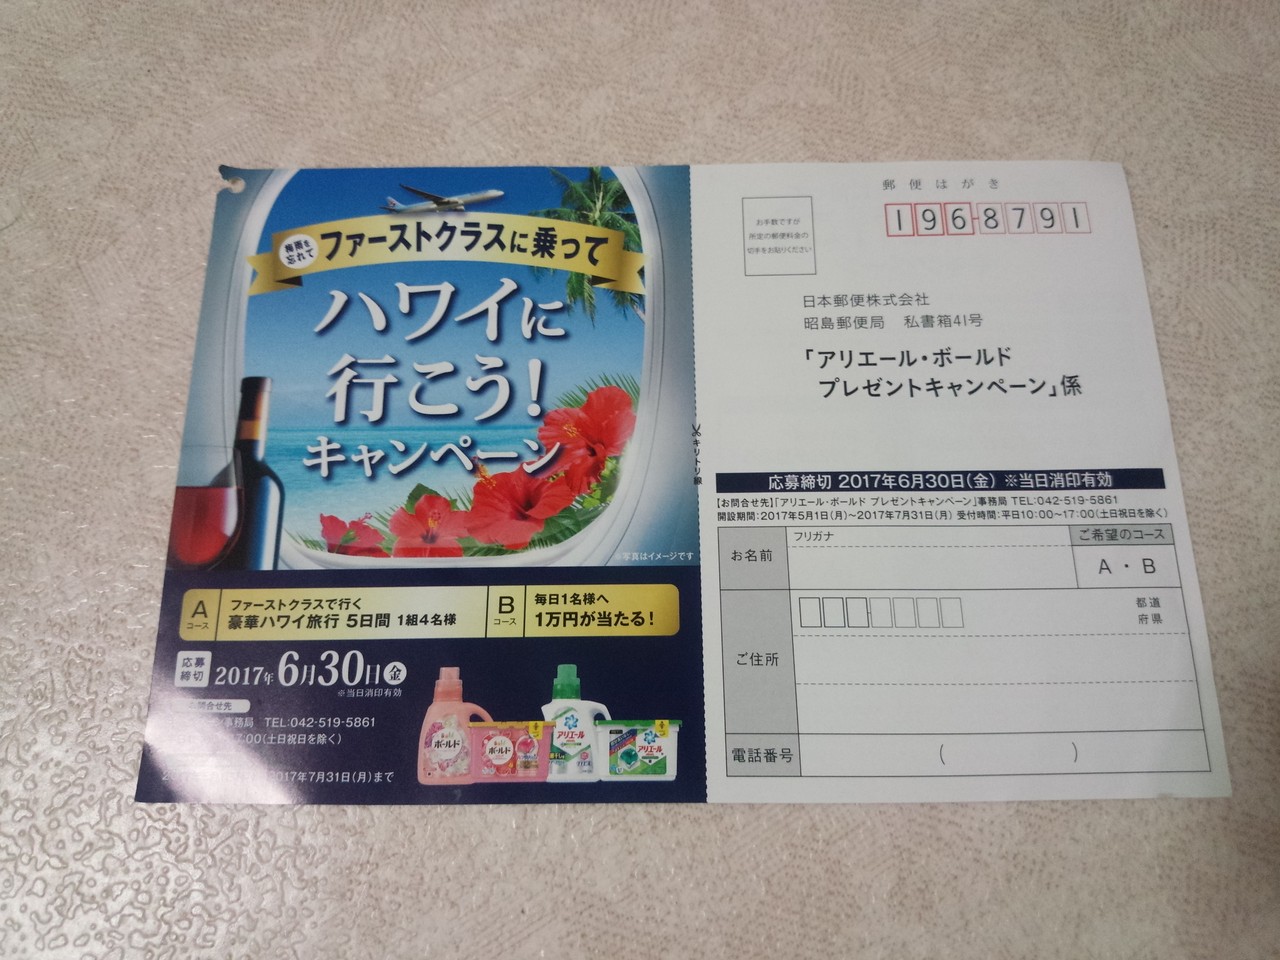 梅雨を
忘れて
ファーストクラスに乗って
ハワイに
行こう!
キャンペーン
※写真はイメージです
A
コース
ファーストクラスで行く
豪華ハワイ旅行 5日間 1組4名様
B
コース
毎日1名様へ
1万円が当たる!
応募
締切
2017年6月30日金
※当日消印有効
お問合せ先
事務局 TEL:042-519-5861
17:00(土日祝日を除く)
2017年7月31日(月)まで
ボールド
ボールド
アリエール
アリエール
キリトリ線
郵便はがき
1968791
お手数ですが
所定の郵便料金の
切手をお貼りください
日本郵便株式会社
昭島郵便局 私書箱41号
「アリエール・ボールド
プレゼントキャンペーン」係
応募締切 2017年6月30日(金) ※当日消印有効
【お問合せ先】「アリエール・ボールド プレゼントキャンペーン」事務局 TEL:042-519-5861
開設期間:2017年5月1日(月)~2017年7月31日(月) 受付時間:平日10:00~17:00(土日祝日を除く)
お名前
フリガナ
ご希望のコース
A・B
ご住所
都道
府県
電話番号
( )